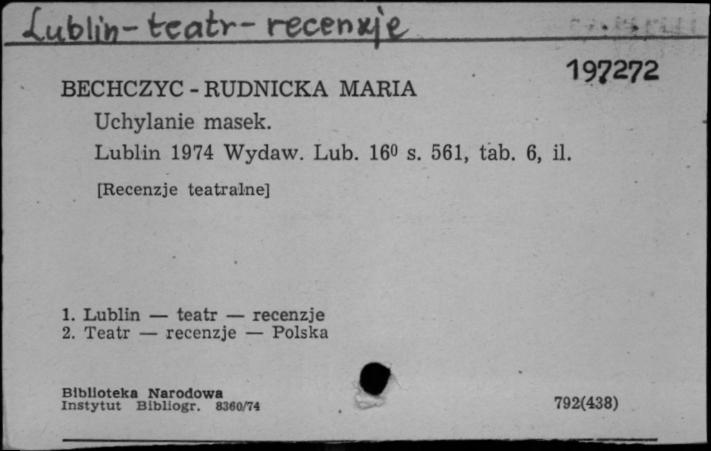 Lublin - teatr - recenzje
197272
BECHCZYC - RUDNICKA MARIA
Uchylanie masek.
Lublin 1974 Wydaw. Lub. 16⁰ s. 561, tab. 6, il.
[Recenzje teatralne]
1. Lublin — teatr — recenzje
2. Teatr — recenzje — Polska
Biblioteka Narodowa
Instytut Bibliogr. 8360/74
792(438)